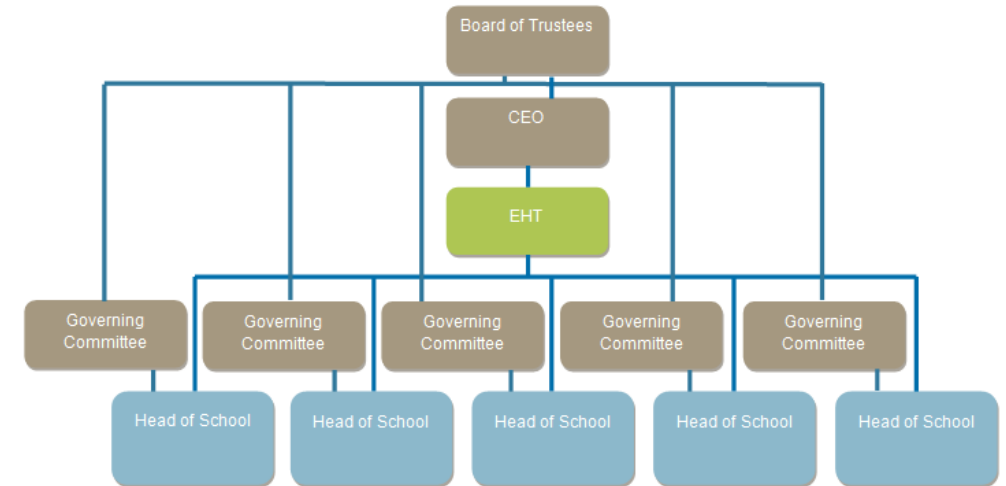 Board of Trustees
CEO
EHT
Governing
Committee
Governing
Committee
Governing
Committee
Governing
Committee
Governing
Committee
Head of School
Head of School
Head of School
Head of School
Head of School